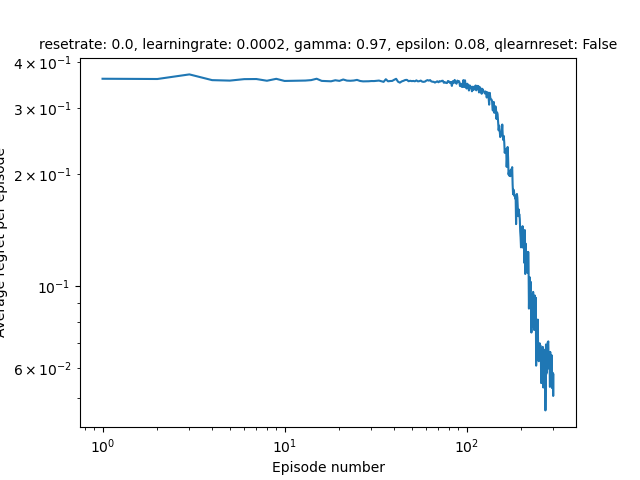 resetrate: 0.0, learningrate: 0.0002, gamma: 0.97, epsilon: 0.08, qlearnreset: False
4 × 10⁻¹
3 × 10⁻¹
2 × 10⁻¹
10⁻¹
6 × 10⁻²
Average regret per episode
10⁰ 10¹ 10²
Episode number